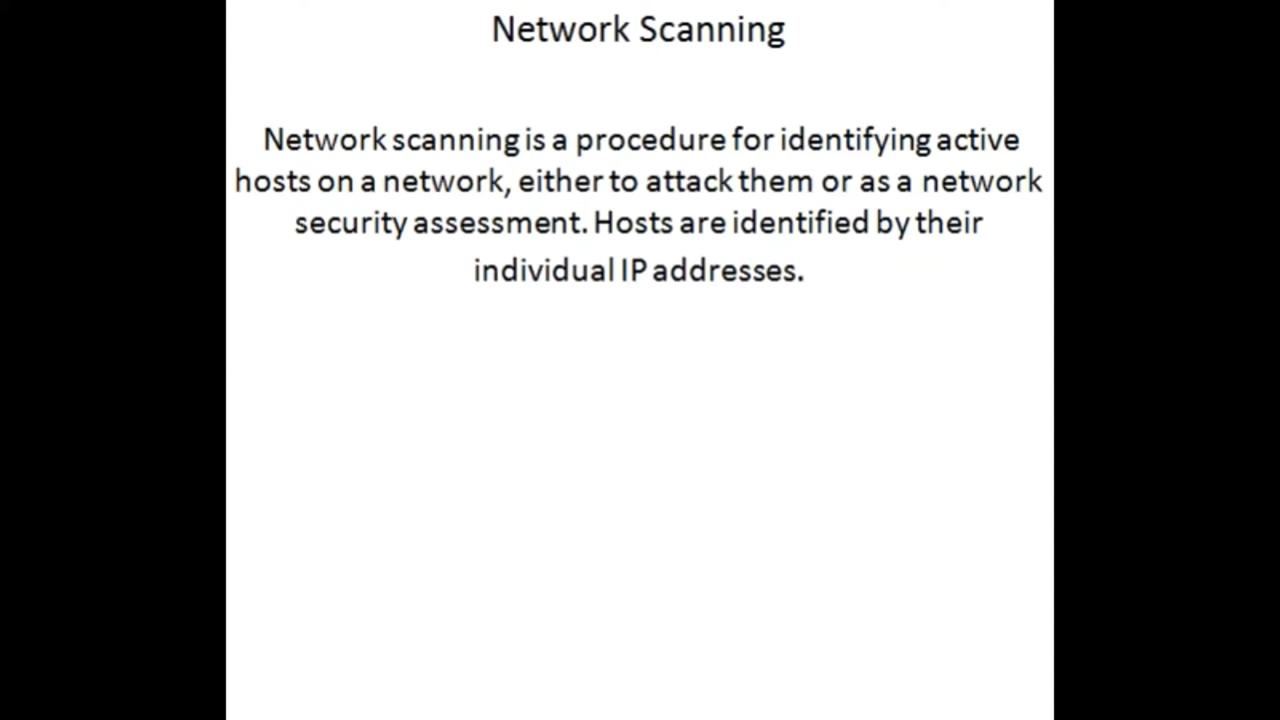 Network Scanning
Network scanning is a procedure for identifying active
hosts on a network, either to attack them or as a network
security assessment. Hosts are identified by their
individual IP addresses.